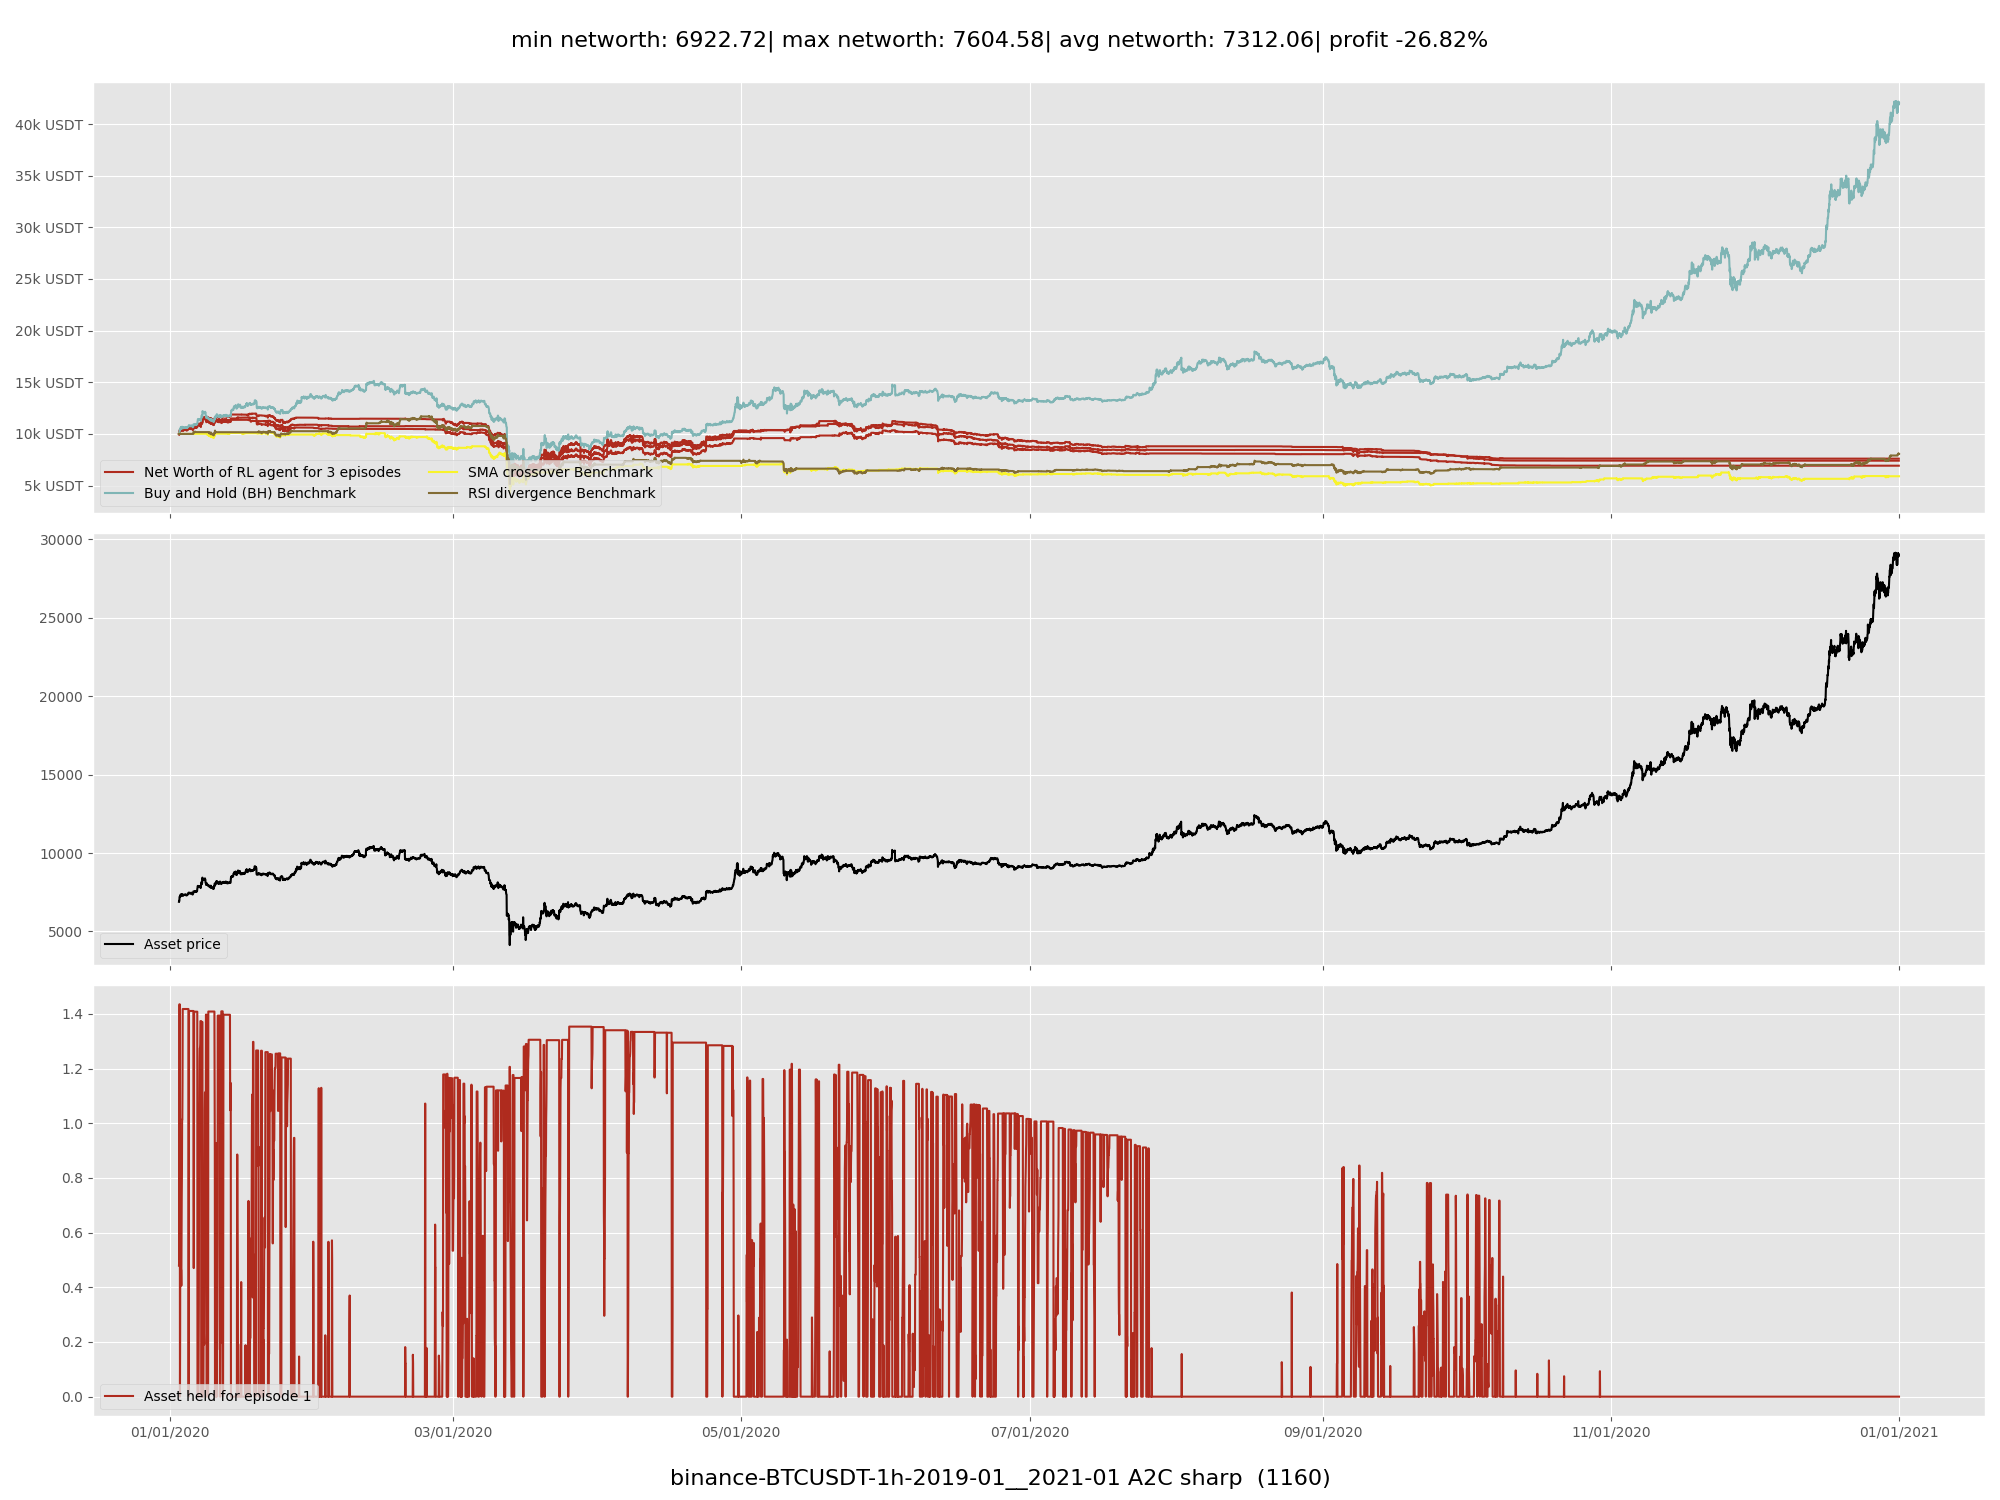 min networth: 6922.72| max networth: 7604.58| avg networth: 7312.06| profit -26.82%
40k USDT
35k USDT
30k USDT
25k USDT
20k USDT
15k USDT
10k USDT
5k USDT
Net Worth of RL agent for 3 episodes
Buy and Hold (BH) Benchmark
SMA crossover Benchmark
RSI divergence Benchmark
30000
25000
20000
15000
10000
5000
Asset price
1.4
1.2
1.0
0.8
0.6
0.4
0.2
0.0
Asset held for episode 1
01/01/2020 03/01/2020 05/01/2020 07/01/2020 09/01/2020 11/01/2020 01/01/2021
binance-BTCUSDT-1h-2019-01__2021-01 A2C sharp  (1160)